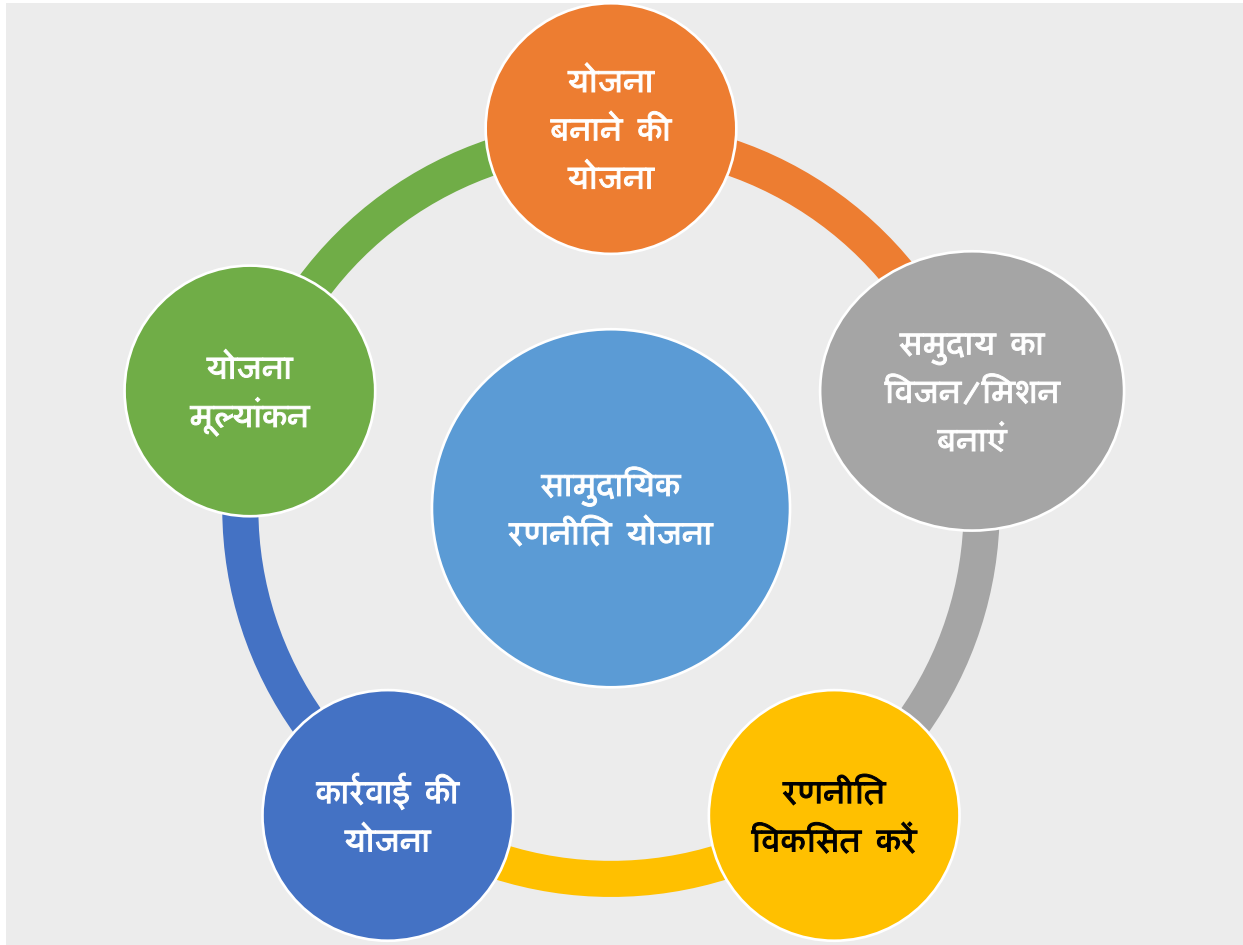 योजना
बनाने की
योजना
समुदाय का
विजन/मिशन
बनाएं
रणनीति
विकसित करें
कार्रवाई की
योजना
योजना
मूल्यांकन
सामुदायिक
रणनीति योजना